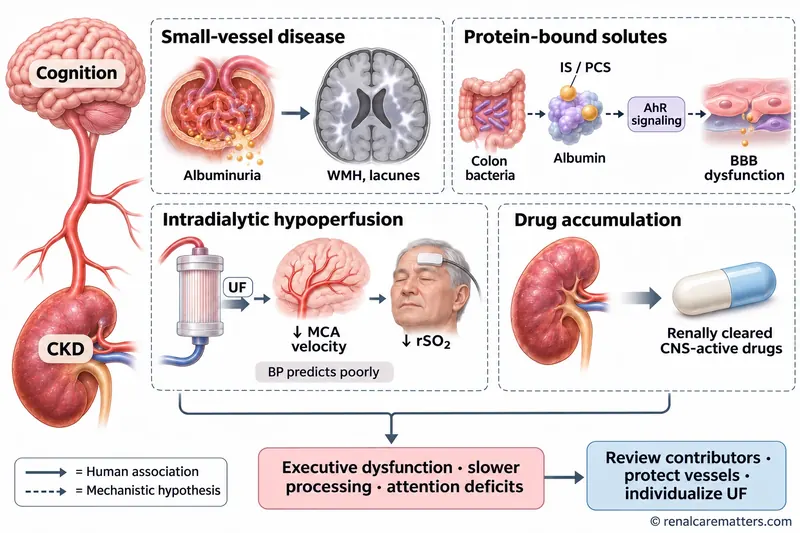 Cognition
CKD
Small-vessel disease
Albuminuria
WMH, lacunes
Protein-bound solutes
IS / PCS
Colon
bacteria
Albumin
AhR
signaling
BBB
dysfunction
Intradialytic hypoperfusion
UF
↓ MCA
velocity
↓ rSO₂
BP predicts poorly
Drug accumulation
Renally cleared
CNS-active drugs
= Human association
= Mechanistic hypothesis
Executive dysfunction · slower
processing · attention deficits
Review contributors ·
protect vessels ·
individualize UF
© renalcarematters.com